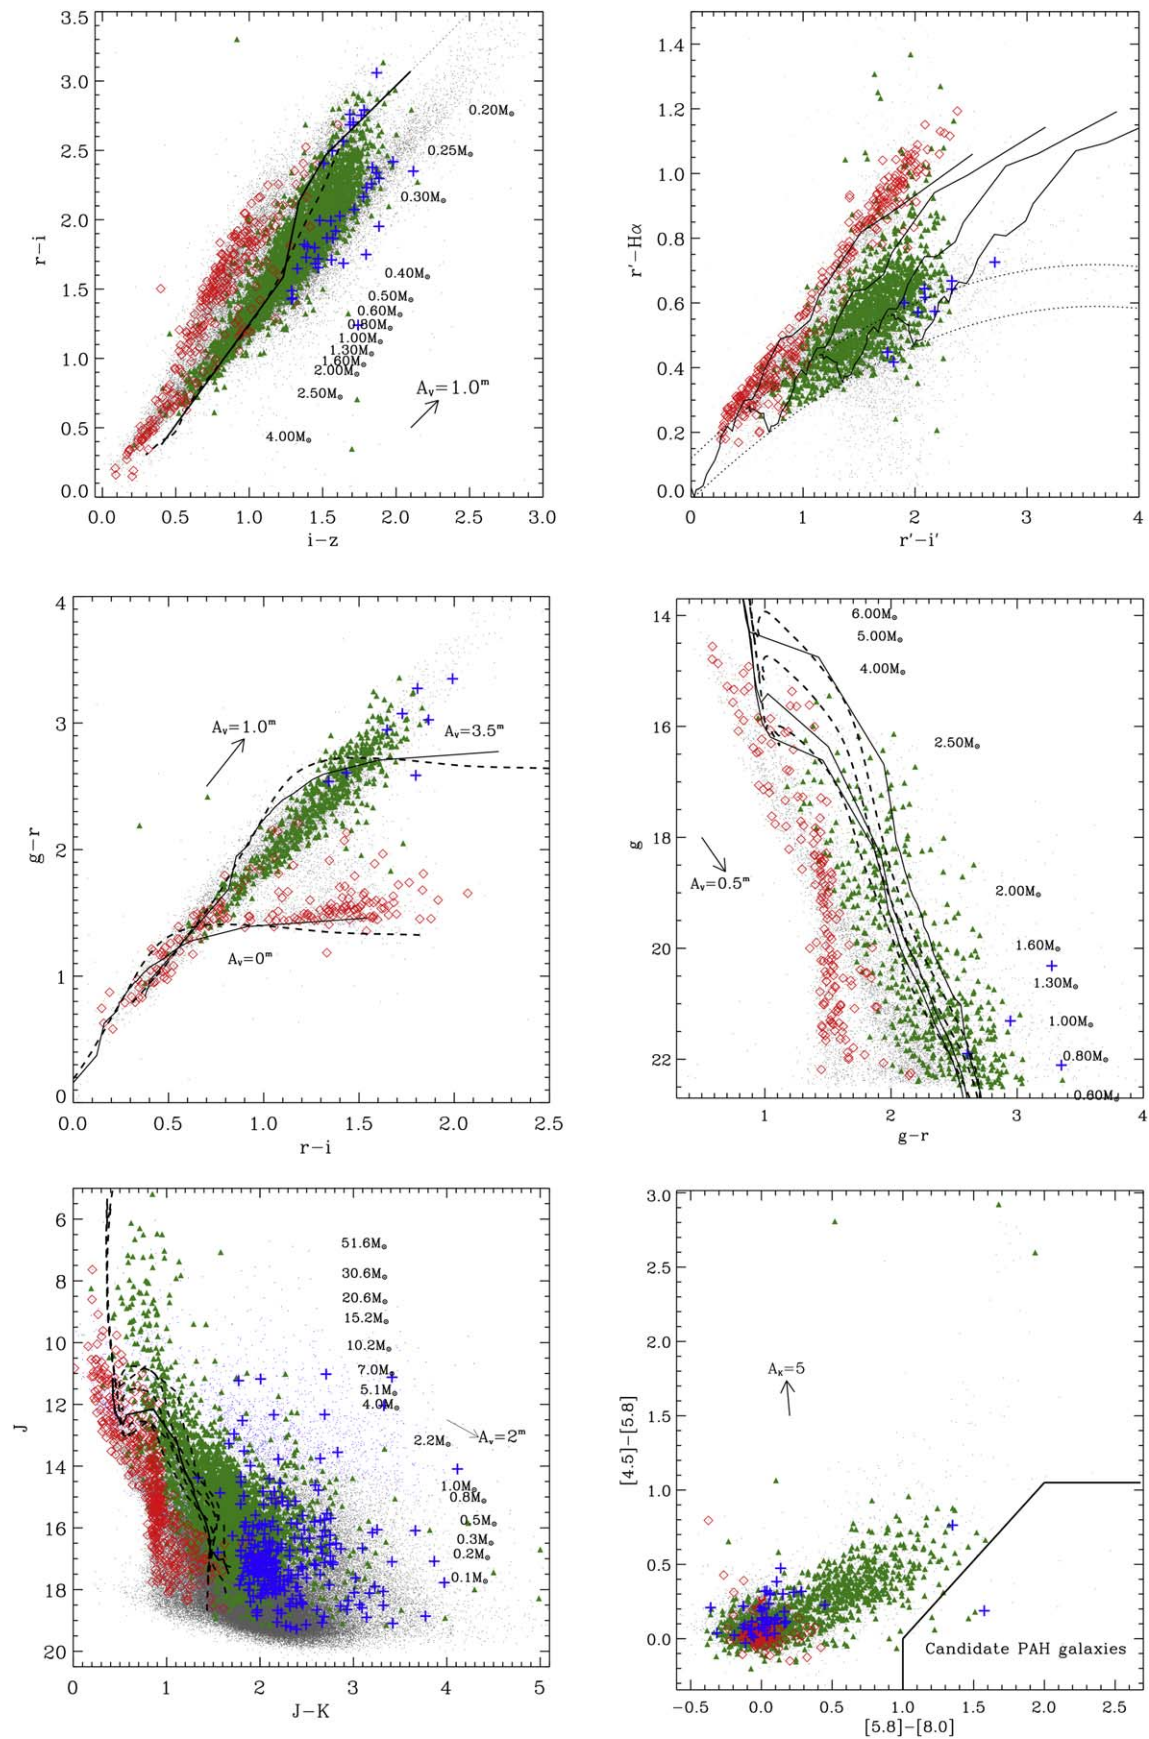 3.5
3.0
2.5
2.0
1.5
1.0
0.5
0.0
r−i
0.20M⊙
0.25M⊙
0.30M⊙
0.40M⊙
0.50M⊙
0.60M⊙
0.80M⊙
1.00M⊙
1.30M⊙
1.60M⊙
2.00M⊙
2.50M⊙
4.00M⊙
Aᵥ=1.0ᵐ
0.0 0.5 1.0 1.5 2.0 2.5 3.0
i−z
1.4
1.2
1.0
0.8
0.6
0.4
0.2
0.0
r′−Hα
0 1 2 3 4
r′−i′
4
3
2
1
0
g−r
Aᵥ=1.0ᵐ
Aᵥ=3.5ᵐ
Aᵥ=0ᵐ
0.0 0.5 1.0 1.5 2.0 2.5
r−i
14
16
18
20
22
g
6.00M⊙
5.00M⊙
4.00M⊙
2.50M⊙
Aᵥ=0.5ᵐ
2.00M⊙
1.60M⊙
1.30M⊙
1.00M⊙
0.80M⊙
1 2 3 4
g−r
6
8
10
12
14
16
18
20
J
51.6M⊙
30.6M⊙
20.6M⊙
15.2M⊙
10.2M⊙
7.0M⊙
5.1M⊙
4.0M⊙
2.2M⊙
Aᵥ=2ᵐ
1.0M⊙
0.8M⊙
0.5M⊙
0.3M⊙
0.2M⊙
0.1M⊙
0 1 2 3 4 5
J−K
3.0
2.5
2.0
1.5
1.0
0.5
0.0
[4.5]−[5.8]
Aₖ=5
Candidate PAH galaxies
−0.5 0.0 0.5 1.0 1.5 2.0 2.5
[5.8]−[8.0]